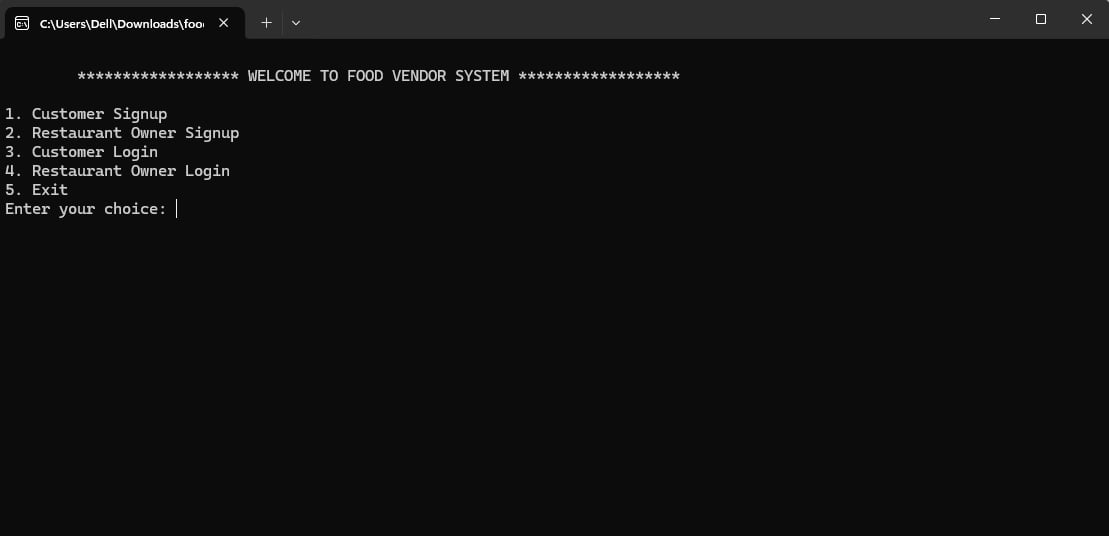 C:\Users\Dell\Downloads\foo
****************** WELCOME TO FOOD VENDOR SYSTEM ******************
1. Customer Signup
2. Restaurant Owner Signup
3. Customer Login
4. Restaurant Owner Login
5. Exit
Enter your choice: